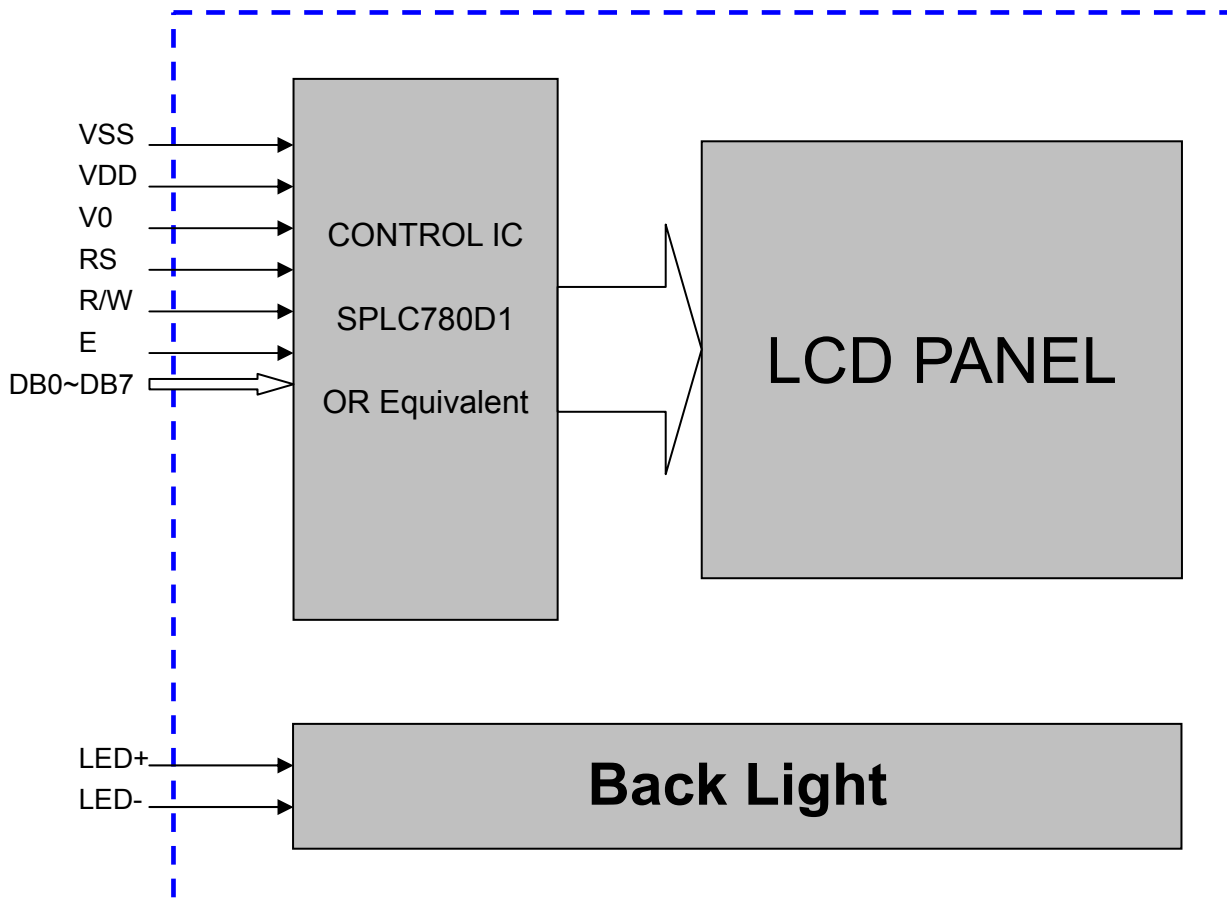 VSS
VDD
V0
RS
R/W
E
DB0~DB7
CONTROL IC
SPLC780D1
OR Equivalent
LCD PANEL
LED+
LED-
Back Light